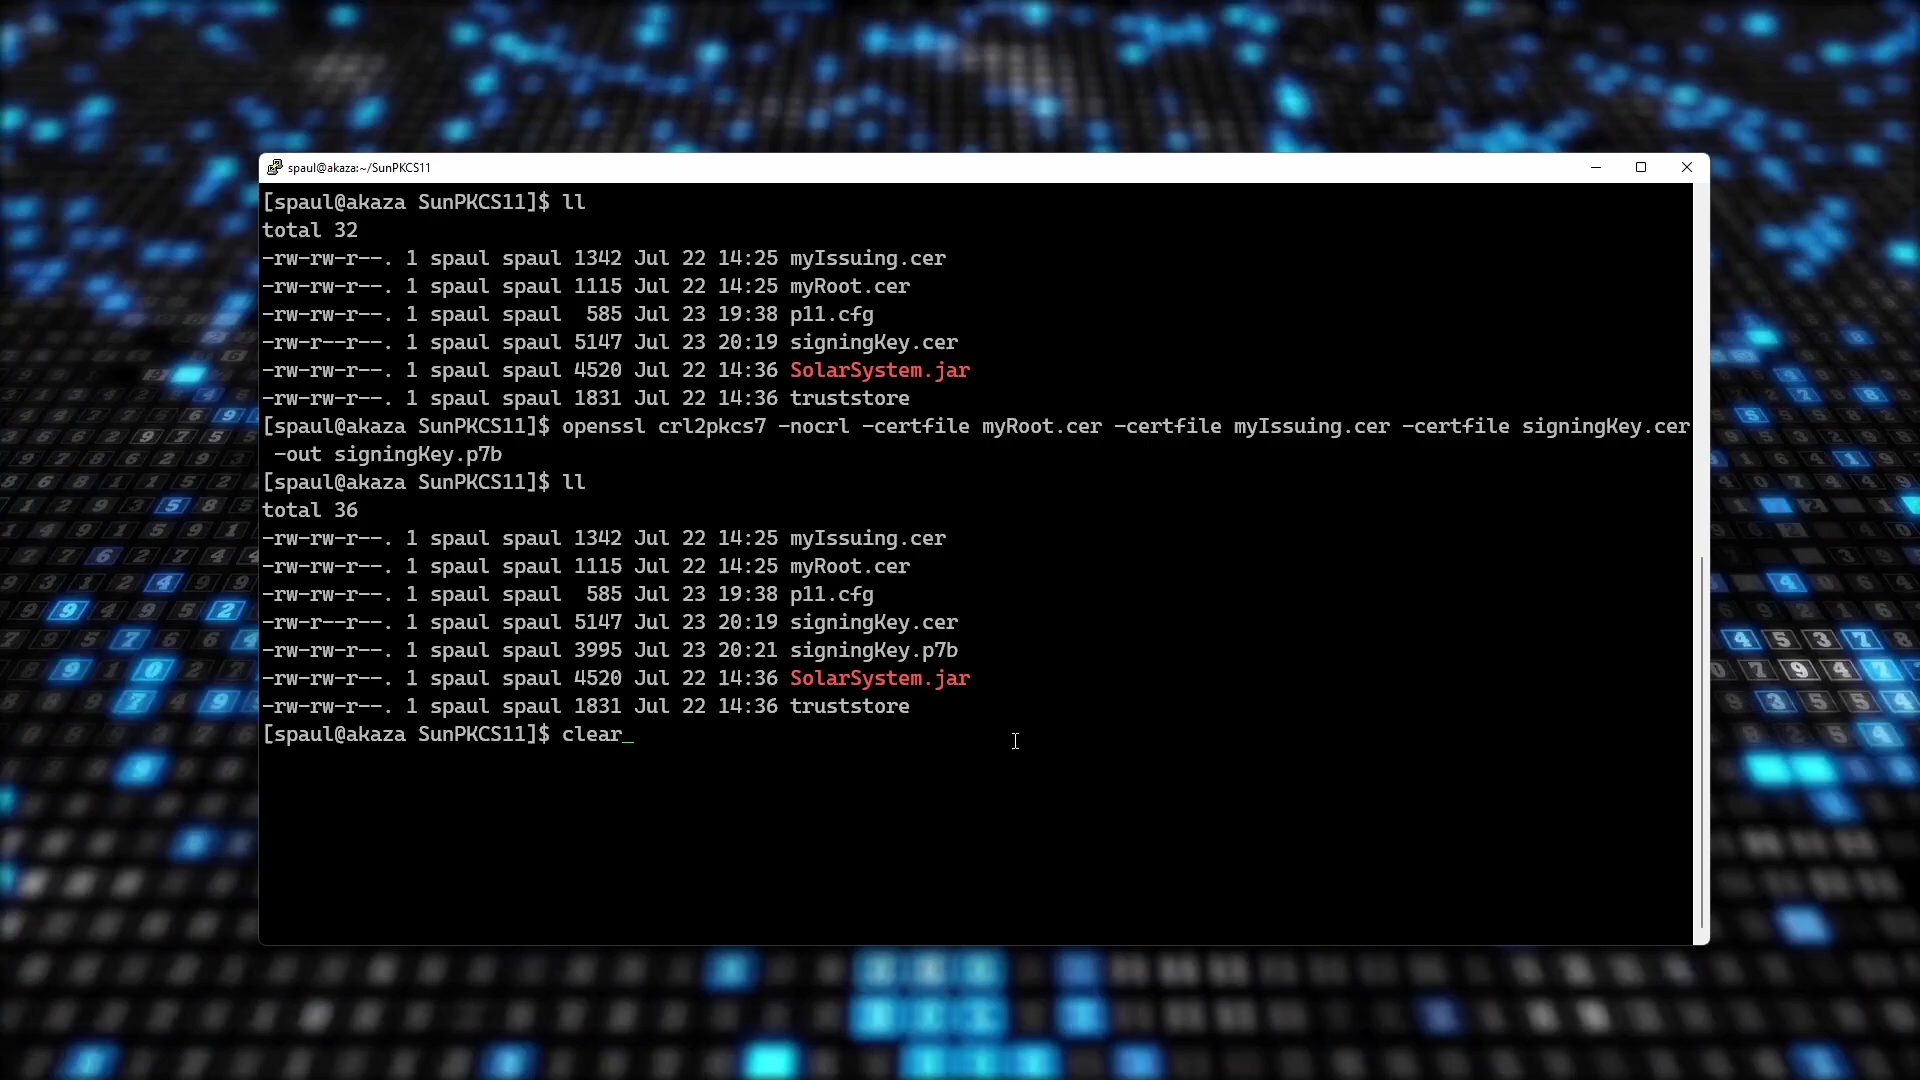 spaul@akaza:~/SunPKCS11
[spaul@akaza SunPKCS11]$ ll
total 32
-rw-rw-r--. 1 spaul spaul 1342 Jul 22 14:25 myIssuing.cer
-rw-rw-r--. 1 spaul spaul 1115 Jul 22 14:25 myRoot.cer
-rw-rw-r--. 1 spaul spaul  585 Jul 23 19:38 p11.cfg
-rw-r--r--. 1 spaul spaul 5147 Jul 23 20:19 signingKey.cer
-rw-rw-r--. 1 spaul spaul 4520 Jul 22 14:36 SolarSystem.jar
-rw-rw-r--. 1 spaul spaul 1831 Jul 22 14:36 truststore
[spaul@akaza SunPKCS11]$ openssl crl2pkcs7 -nocrl -certfile myRoot.cer -certfile myIssuing.cer -certfile signingKey.cer
 -out signingKey.p7b
[spaul@akaza SunPKCS11]$ ll
total 36
-rw-rw-r--. 1 spaul spaul 1342 Jul 22 14:25 myIssuing.cer
-rw-rw-r--. 1 spaul spaul 1115 Jul 22 14:25 myRoot.cer
-rw-rw-r--. 1 spaul spaul  585 Jul 23 19:38 p11.cfg
-rw-r--r--. 1 spaul spaul 5147 Jul 23 20:19 signingKey.cer
-rw-rw-r--. 1 spaul spaul 3995 Jul 23 20:21 signingKey.p7b
-rw-rw-r--. 1 spaul spaul 4520 Jul 22 14:36 SolarSystem.jar
-rw-rw-r--. 1 spaul spaul 1831 Jul 22 14:36 truststore
[spaul@akaza SunPKCS11]$ clear_